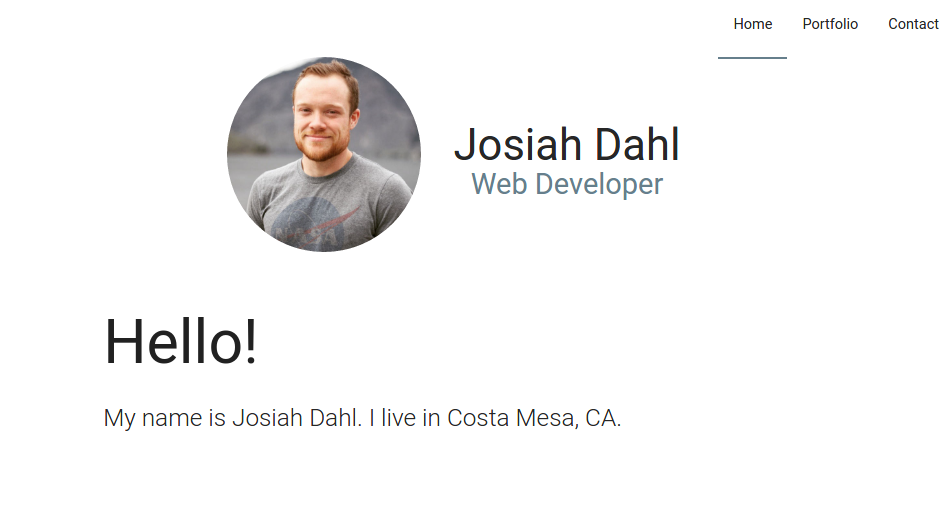 Home Portfolio Contact
Josiah Dahl
Web Developer
Hello!
My name is Josiah Dahl. I live in Costa Mesa, CA.